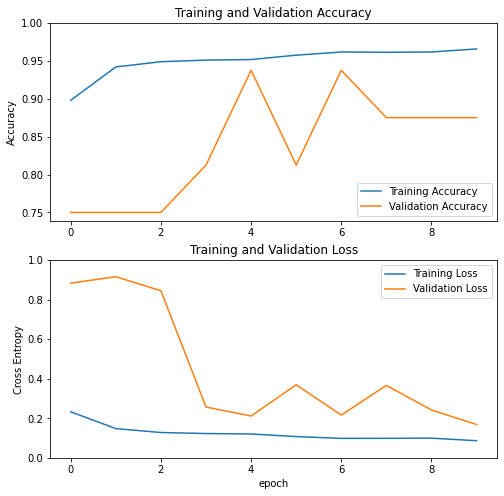 Training and Validation Accuracy
1.00
0.95
0.90
0.85
0.80
0.75
Accuracy
Training Accuracy
Validation Accuracy
0 2 4 6 8
Training and Validation Loss
1.0
0.8
0.6
0.4
0.2
0.0
Cross Entropy
Training Loss
Validation Loss
0 2 4 6 8
epoch